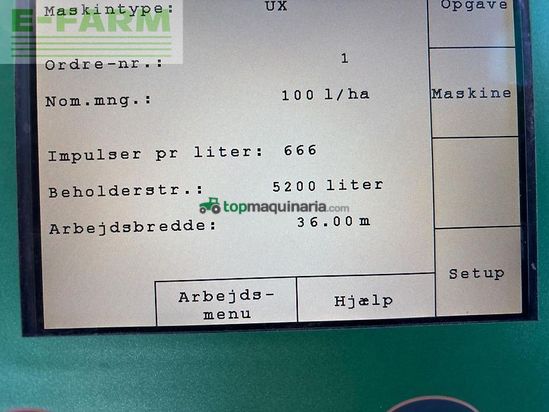 Maskintype: UX
Opgave
E-FARM
Ordre-nr.: 1
Nom.mng.: 100 l/ha
Maskine
Impulser pr liter: 666
Beholderstr.: 5200 liter
topmaquinaria.com
Arbejdsbredde: 36.00 m
Setup
Arbejds-
menu
Hjælp